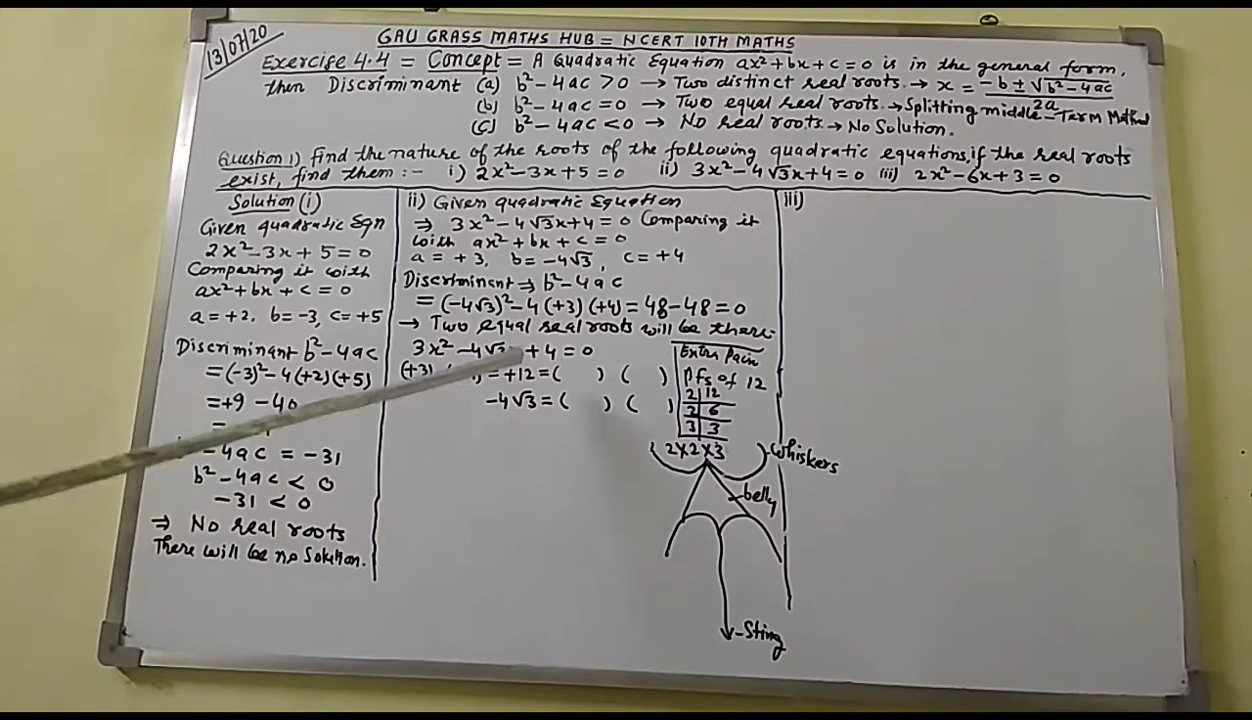 13/07/20
GAU GRASS MATHS HUB = NCERT 10TH MATHS
Exercise 4.4 = Concept = A Quadratic Equation ax²+bx+c=0 is in the general form,
then Discriminant (a) b²-4ac>0 → Two distinct real roots. → x = (-b±√(b²-4ac))/2a
(b) b²-4ac=0 → Two equal real roots. → Splitting middle-Term Method
(c) b²-4ac<0 → No real roots. → No Solution.
Question 1) find the nature of the roots of the following quadratic equations, if the real roots
exist, find them :- i) 2x²-3x+5=0 ii) 3x²-4√3x+4=0 iii) 2x²-6x+3=0
Solution (i)
Given quadratic Eqn
2x²-3x+5=0
Comparing it with
ax²+bx+c=0
a=+2, b=-3, c=+5
Discriminant b²-4ac
=(-3)²-4(+2)(+5)
=+9-40
-4ac = -31
b²-4ac < 0
-31 < 0
⇒ No real roots
There will be no Solution.
ii) Given quadratic Equation
⇒ 3x²-4√3x+4=0 Comparing it
with ax²+bx+c=0
a=+3, b=-4√3, c=+4
Discriminant ⇒ b²-4ac
=(-4√3)²-4(+3)(+4)=48-48=0
→ Two equal real roots will be there.
3x²-4√3 +4=0
(+3) ) = +12 = ( ) ( )
-4√3 = ( ) ( )
Extra Pain
Pfs of 12
2|12
2|6
3|3
2×2×3
Whiskers
belly
Sting
iii)